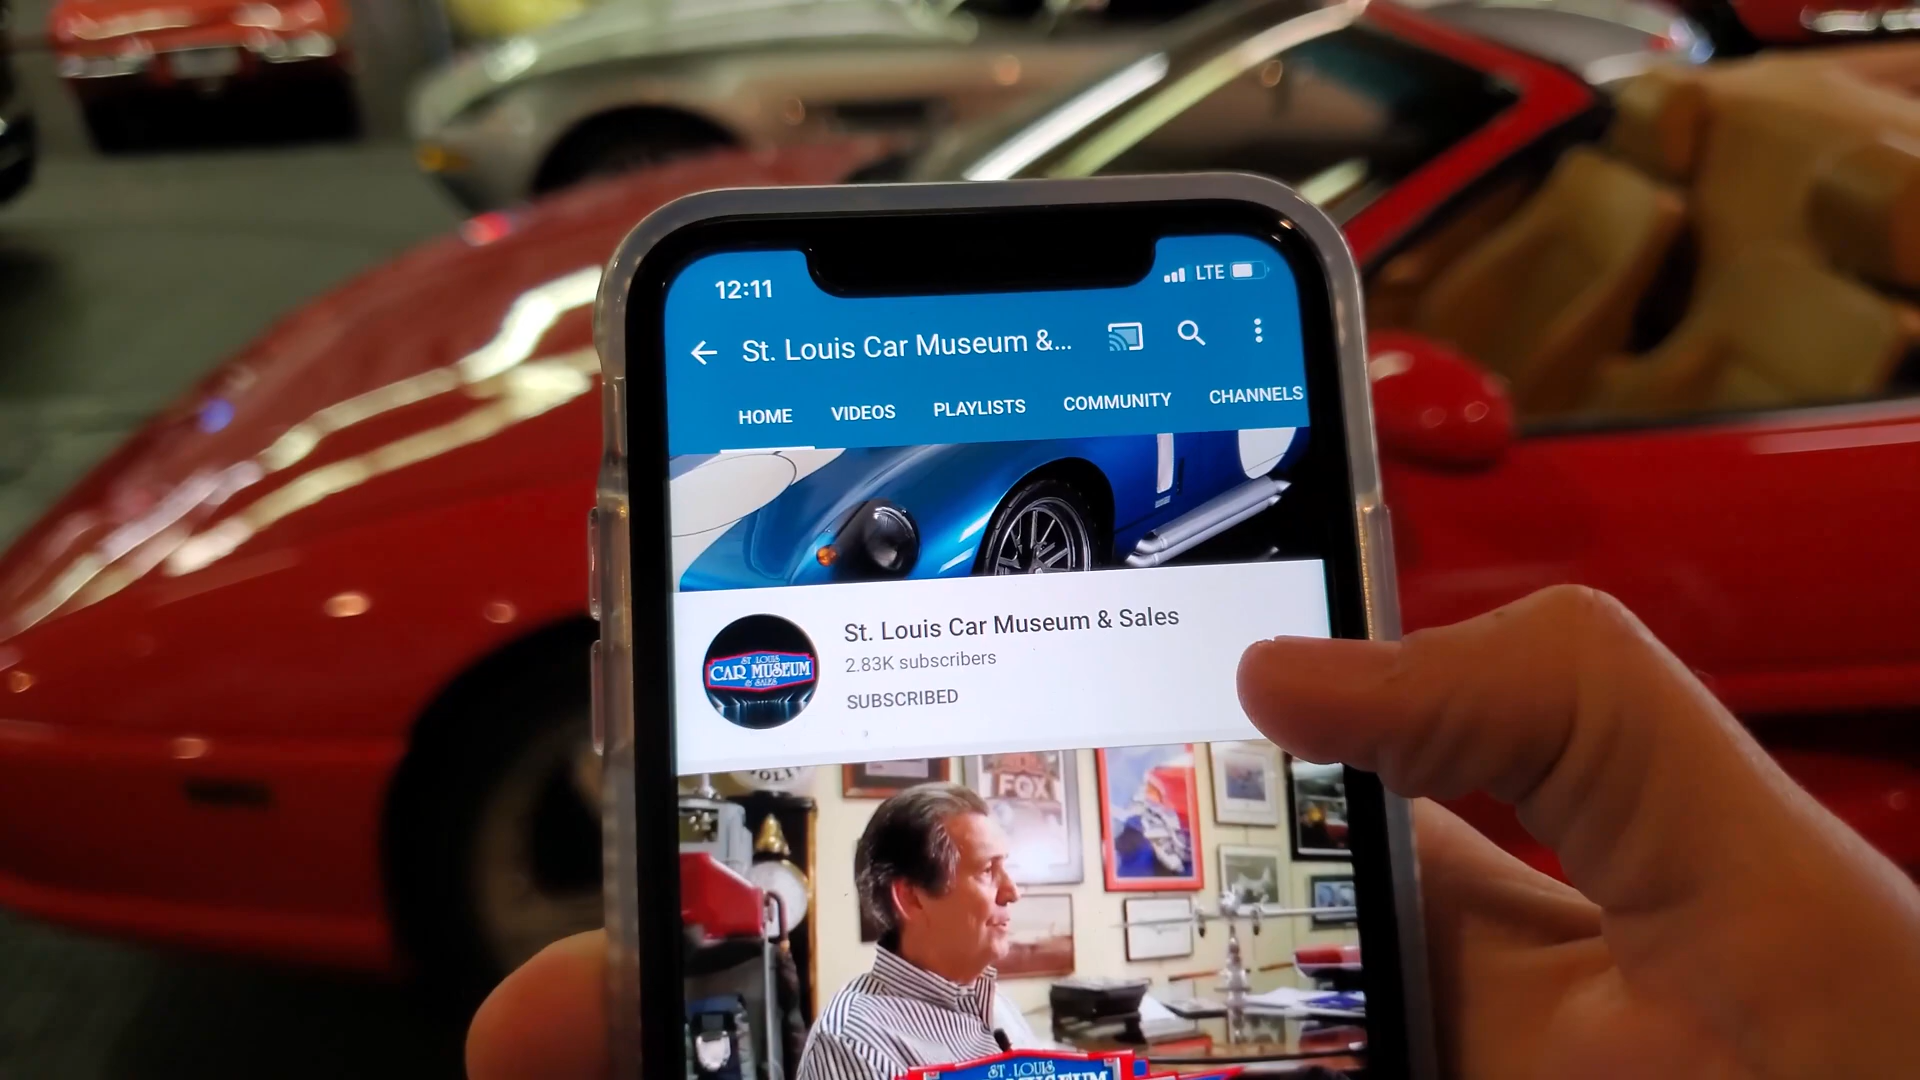 12:11
LTE
St. Louis Car Museum &...
HOME VIDEOS PLAYLISTS COMMUNITY CHANNELS
St. Louis Car Museum & Sales
2.83K subscribers
SUBSCRIBED
ST LOUIS
CAR MUSEUM
& SALES
FOX
ST. LOUIS
MUSEUM